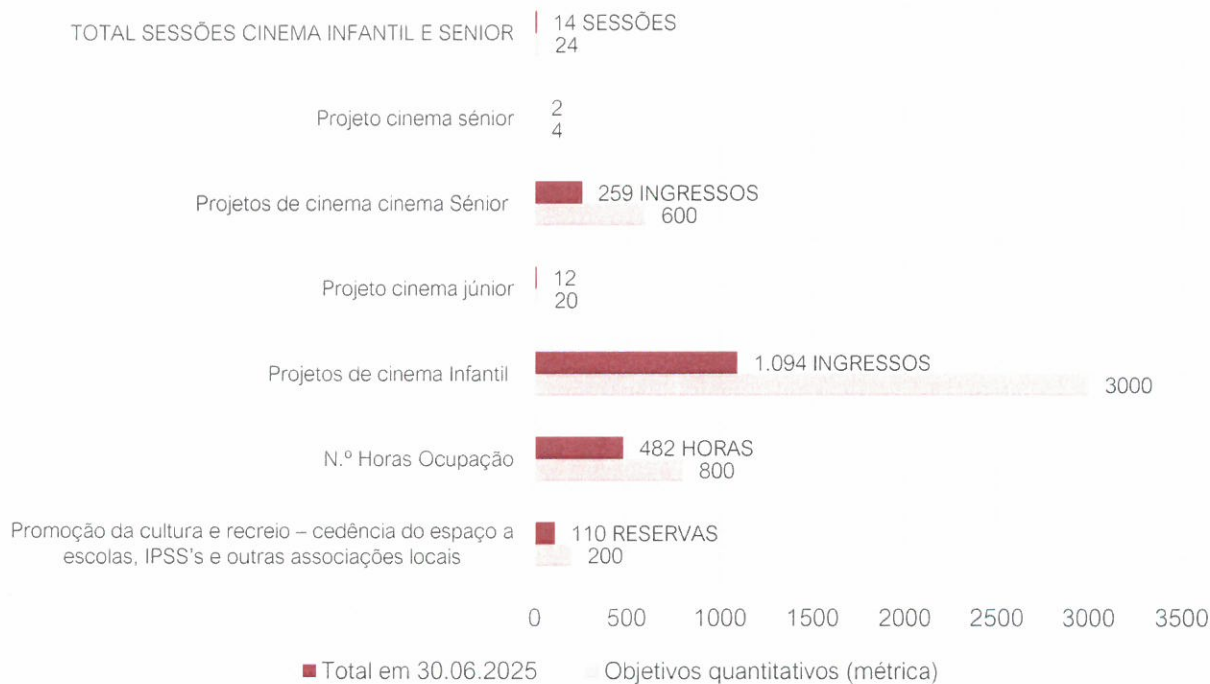 TOTAL SESSÕES CINEMA INFANTIL E SENIOR
14 SESSÕES
24
Projeto cinema sénior
2
4
Projetos de cinema cinema Sénior
259 INGRESSOS
600
Projeto cinema júnior
12
20
Projetos de cinema Infantil
1.094 INGRESSOS
3000
N.º Horas Ocupação
482 HORAS
800
Promoção da cultura e recreio – cedência do espaço a
escolas, IPSS's e outras associações locais
110 RESERVAS
200
0 500 1000 1500 2000 2500 3000 3500
Total em 30.06.2025 Objetivos quantitativos (métrica)